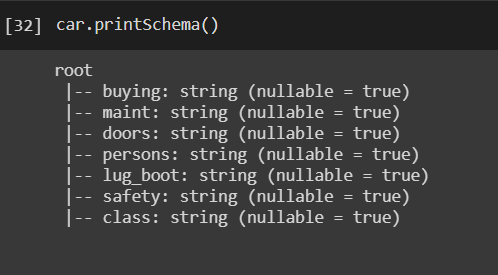 [32] car.printSchema()
root
|-- buying: string (nullable = true)
|-- maint: string (nullable = true)
|-- doors: string (nullable = true)
|-- persons: string (nullable = true)
|-- lug_boot: string (nullable = true)
|-- safety: string (nullable = true)
|-- class: string (nullable = true)